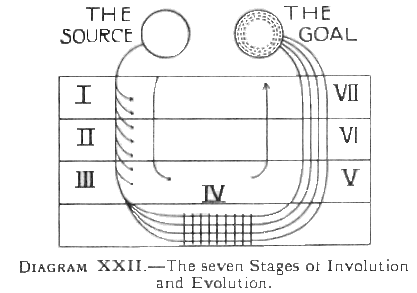 THE SOURCE
THE GOAL
I
VII
II
VI
III
V
IV
DIAGRAM XXII.—The seven Stages of Involution
and Evolution.